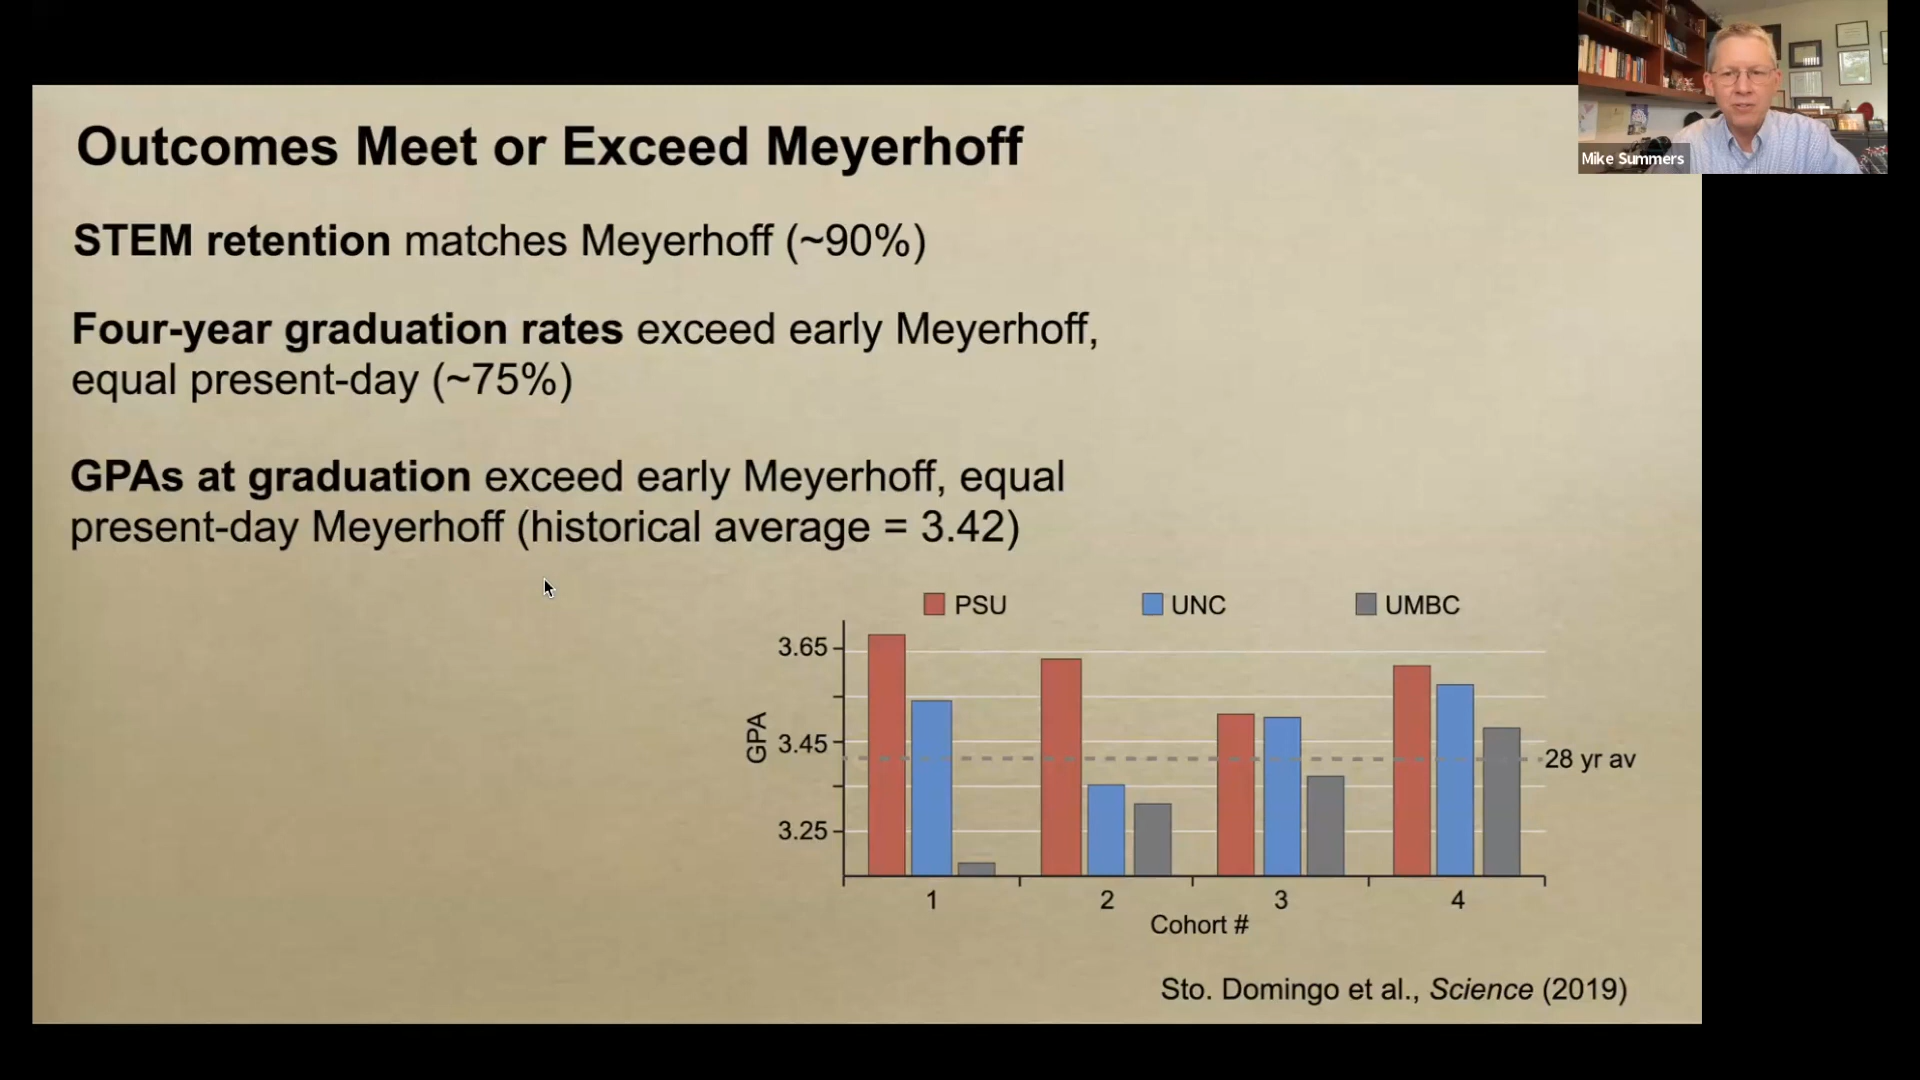 Mike Summers
Outcomes Meet or Exceed Meyerhoff
STEM retention matches Meyerhoff (~90%)
Four-year graduation rates exceed early Meyerhoff,
equal present-day (~75%)
GPAs at graduation exceed early Meyerhoff, equal
present-day Meyerhoff (historical average = 3.42)
PSU UNC UMBC
3.65
3.45
3.25
GPA
28 yr av
1 2 3 4
Cohort #
Sto. Domingo et al., Science (2019)